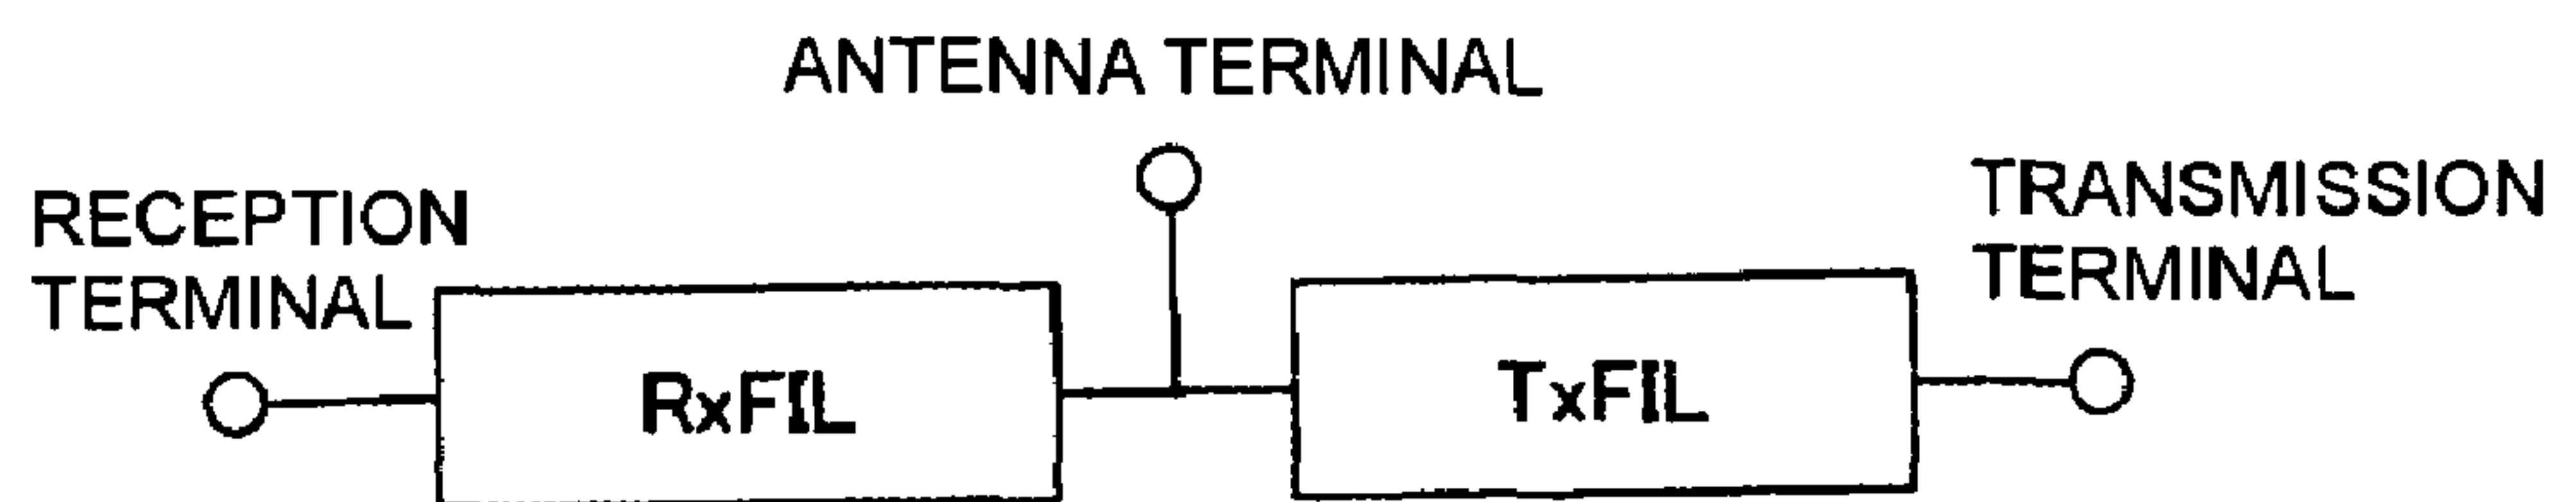 ANTENNA TERMINAL
RECEPTION
TERMINAL
TRANSMISSION
TERMINAL
RxFIL
TxFIL